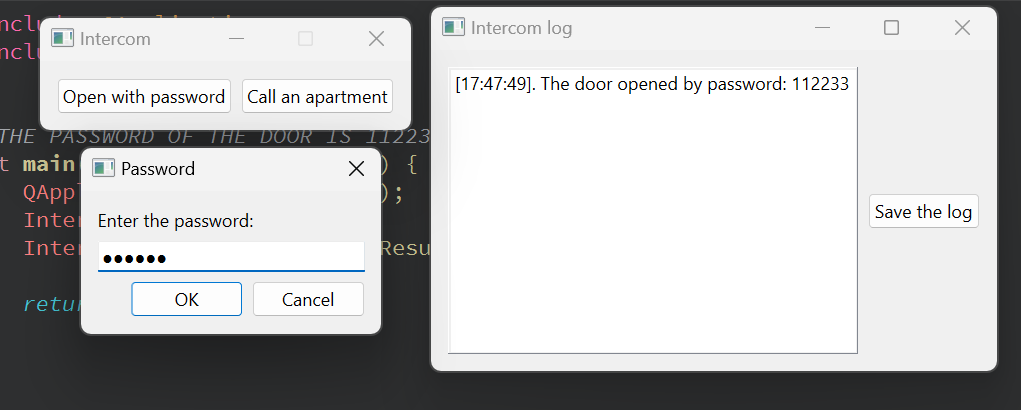 Intercom
Open with password
Call an apartment
THE PASSWORD OF THE DOOR IS 11223
main
) {
QAppl
);
Inter
Inter
Resu
retur
Password
Enter the password:
••••••
OK
Cancel
Intercom log
[17:47:49]. The door opened by password: 112233
Save the log